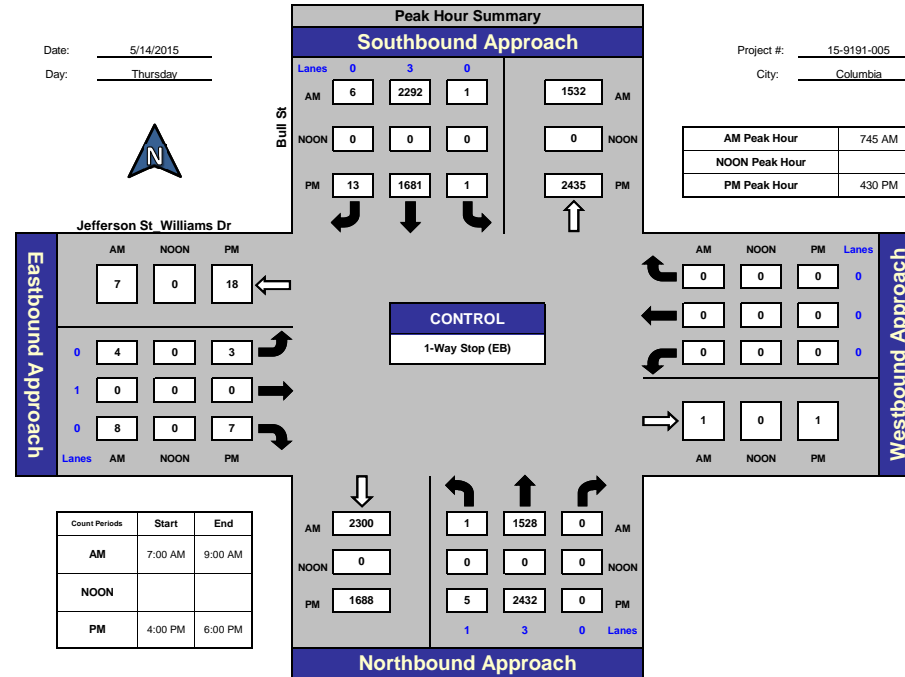 Peak Hour Summary
Southbound Approach
Date: 5/14/2015
Day: Thursday
Project #: 15-9191-005
City: Columbia
N
Bull St
Lanes 0 3 0
AM 6 2292 1 1532 AM
NOON 0 0 0 0 NOON
PM 13 1681 1 2435 PM
AM Peak Hour 745 AM
NOON Peak Hour
PM Peak Hour 430 PM
Jefferson St_Williams Dr
Eastbound Approach
AM NOON PM
7 0 18
0 4 0 3
1 0 0 0
0 8 0 7
Lanes AM NOON PM
CONTROL
1-Way Stop (EB)
AM NOON PM Lanes
0 0 0 0
0 0 0 0
0 0 0 0
1 0 1
AM NOON PM
Westbound Approach
Count Periods Start End
AM 7:00 AM 9:00 AM
NOON
PM 4:00 PM 6:00 PM
AM 2300 1 1528 0 AM
NOON 0 0 0 0 NOON
PM 1688 5 2432 0 PM
1 3 0 Lanes
Northbound Approach